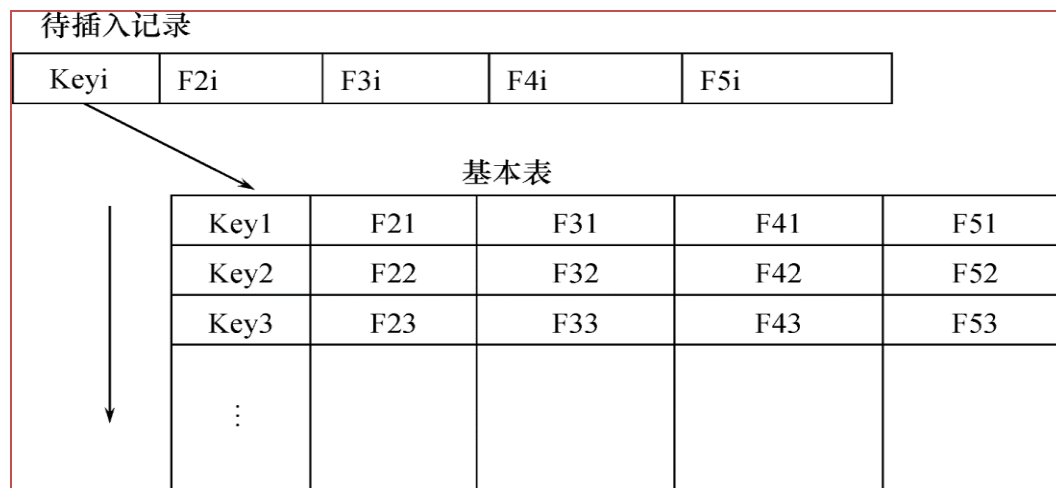 待插入记录
Keyi F2i F3i F4i F5i
基本表
Key1 F21 F31 F41 F51
Key2 F22 F32 F42 F52
Key3 F23 F33 F43 F53
⋮